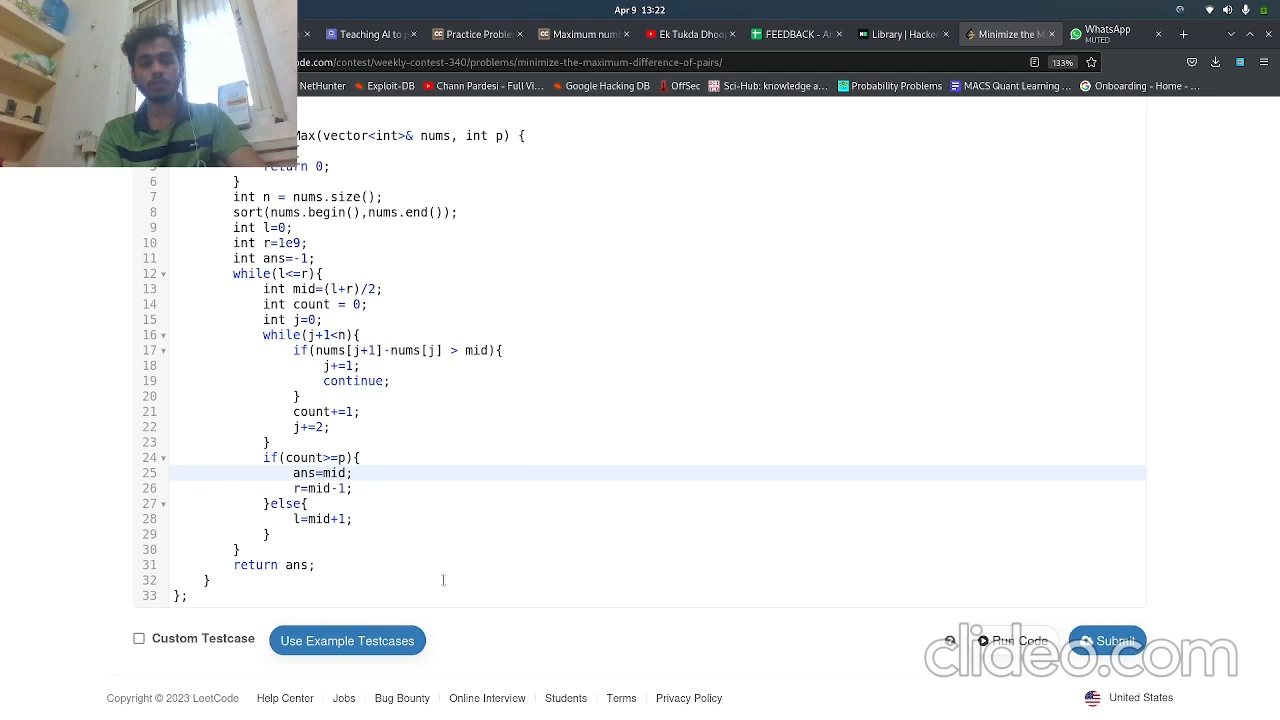 Apr 9 13:22
Teaching AI to p
Practice Proble
Maximum num
Ek Tukda Dhoop
FEEDBACK - An
Library | Hacker
Minimize the M
WhatsApp
MUTED
de.com/contest/weekly-contest-340/problems/minimize-the-maximum-difference-of-pairs/
133%
NetHunter
Exploit-DB
Chann Pardesi - Full Vi...
Google Hacking DB
OffSec
Sci-Hub: knowledge a...
Probability Problems
MACS Quant Learning ...
Onboarding - Home - ...
Max(vector<int>& nums, int p) {
5 return 0;
6 }
7 int n = nums.size();
8 sort(nums.begin(),nums.end());
9 int l=0;
10 int r=1e9;
11 int ans=-1;
12 while(l<=r){
13 int mid=(l+r)/2;
14 int count = 0;
15 int j=0;
16 while(j+1<n){
17 if(nums[j+1]-nums[j] > mid){
18 j+=1;
19 continue;
20 }
21 count+=1;
22 j+=2;
23 }
24 if(count>=p){
25 ans=mid;
26 r=mid-1;
27 }else{
28 l=mid+1;
29 }
30 }
31 return ans;
32 }
33 };
Custom Testcase
Use Example Testcases
Run Code
Submit
clideo.com
Copyright © 2023 LeetCode
Help Center
Jobs
Bug Bounty
Online Interview
Students
Terms
Privacy Policy
United States